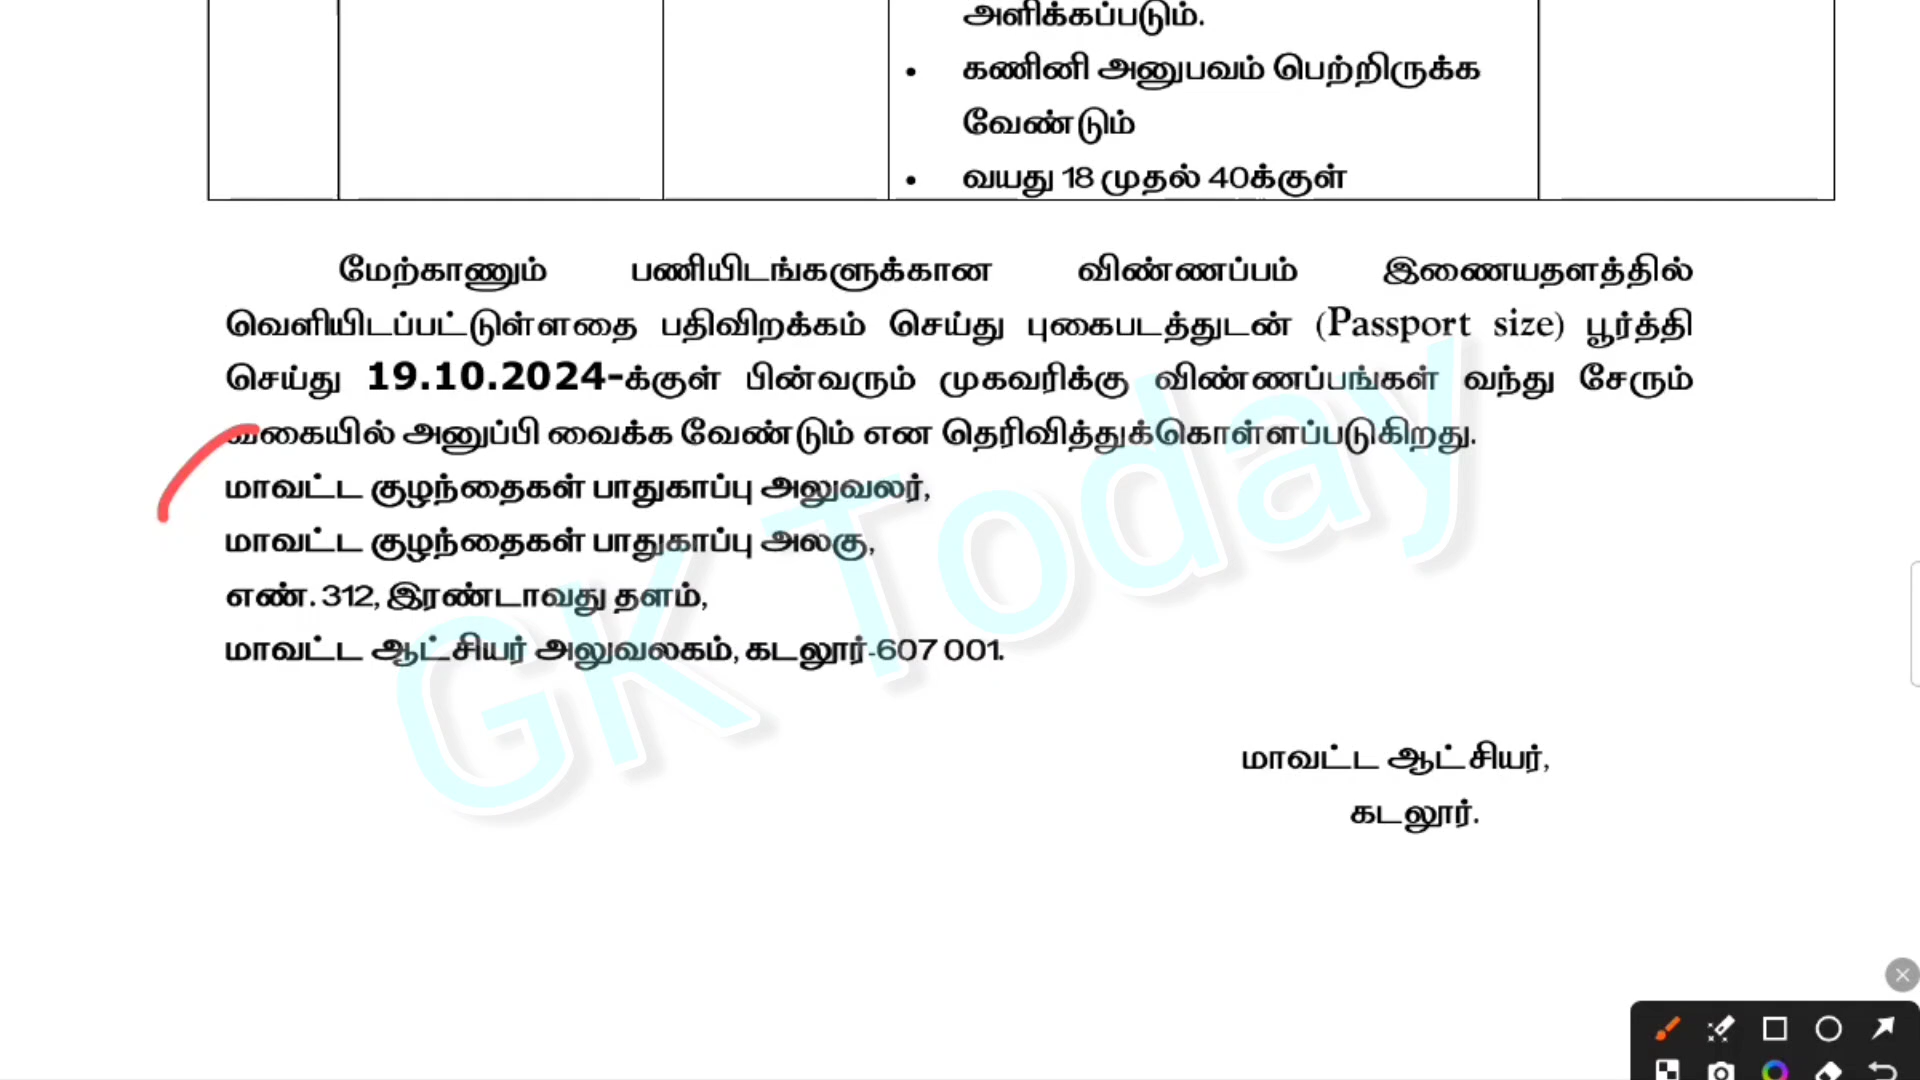 அளிக்கப்படும்.
• கணினி அனுபவம் பெற்றிருக்க
வேண்டும்
• வயது 18 முதல் 40க்குள்
மேற்காணும் பணியிடங்களுக்கான விண்ணப்பம் இணையதளத்தில்
வெளியிடப்பட்டுள்ளதை பதிவிறக்கம் செய்து புகைபடத்துடன் (Passport size) பூர்த்தி
செய்து 19.10.2024-க்குள் பின்வரும் முகவரிக்கு விண்ணப்பங்கள் வந்து சேரும்
வகையில் அனுப்பி வைக்க வேண்டும் என தெரிவித்துக்கொள்ளப்படுகிறது.
மாவட்ட குழந்தைகள் பாதுகாப்பு அலுவலர்,
மாவட்ட குழந்தைகள் பாதுகாப்பு அலகு,
எண். 312, இரண்டாவது தளம்,
மாவட்ட ஆட்சியர் அலுவலகம், கடலூர்-607 001.
GK Today
மாவட்ட ஆட்சியர்,
கடலூர்.